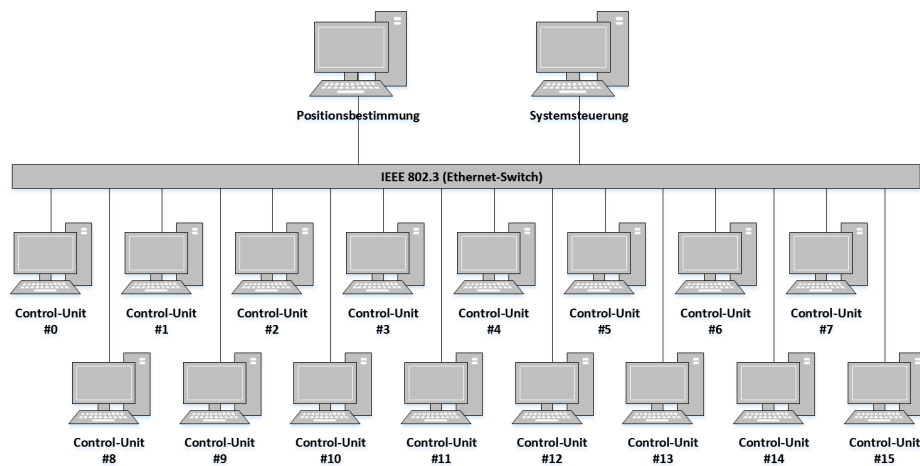 Positionsbestimmung
Systemsteuerung
IEEE 802.3 (Ethernet-Switch)
Control-Unit
#0
Control-Unit
#1
Control-Unit
#2
Control-Unit
#3
Control-Unit
#4
Control-Unit
#5
Control-Unit
#6
Control-Unit
#7
Control-Unit
#8
Control-Unit
#9
Control-Unit
#10
Control-Unit
#11
Control-Unit
#12
Control-Unit
#13
Control-Unit
#14
Control-Unit
#15